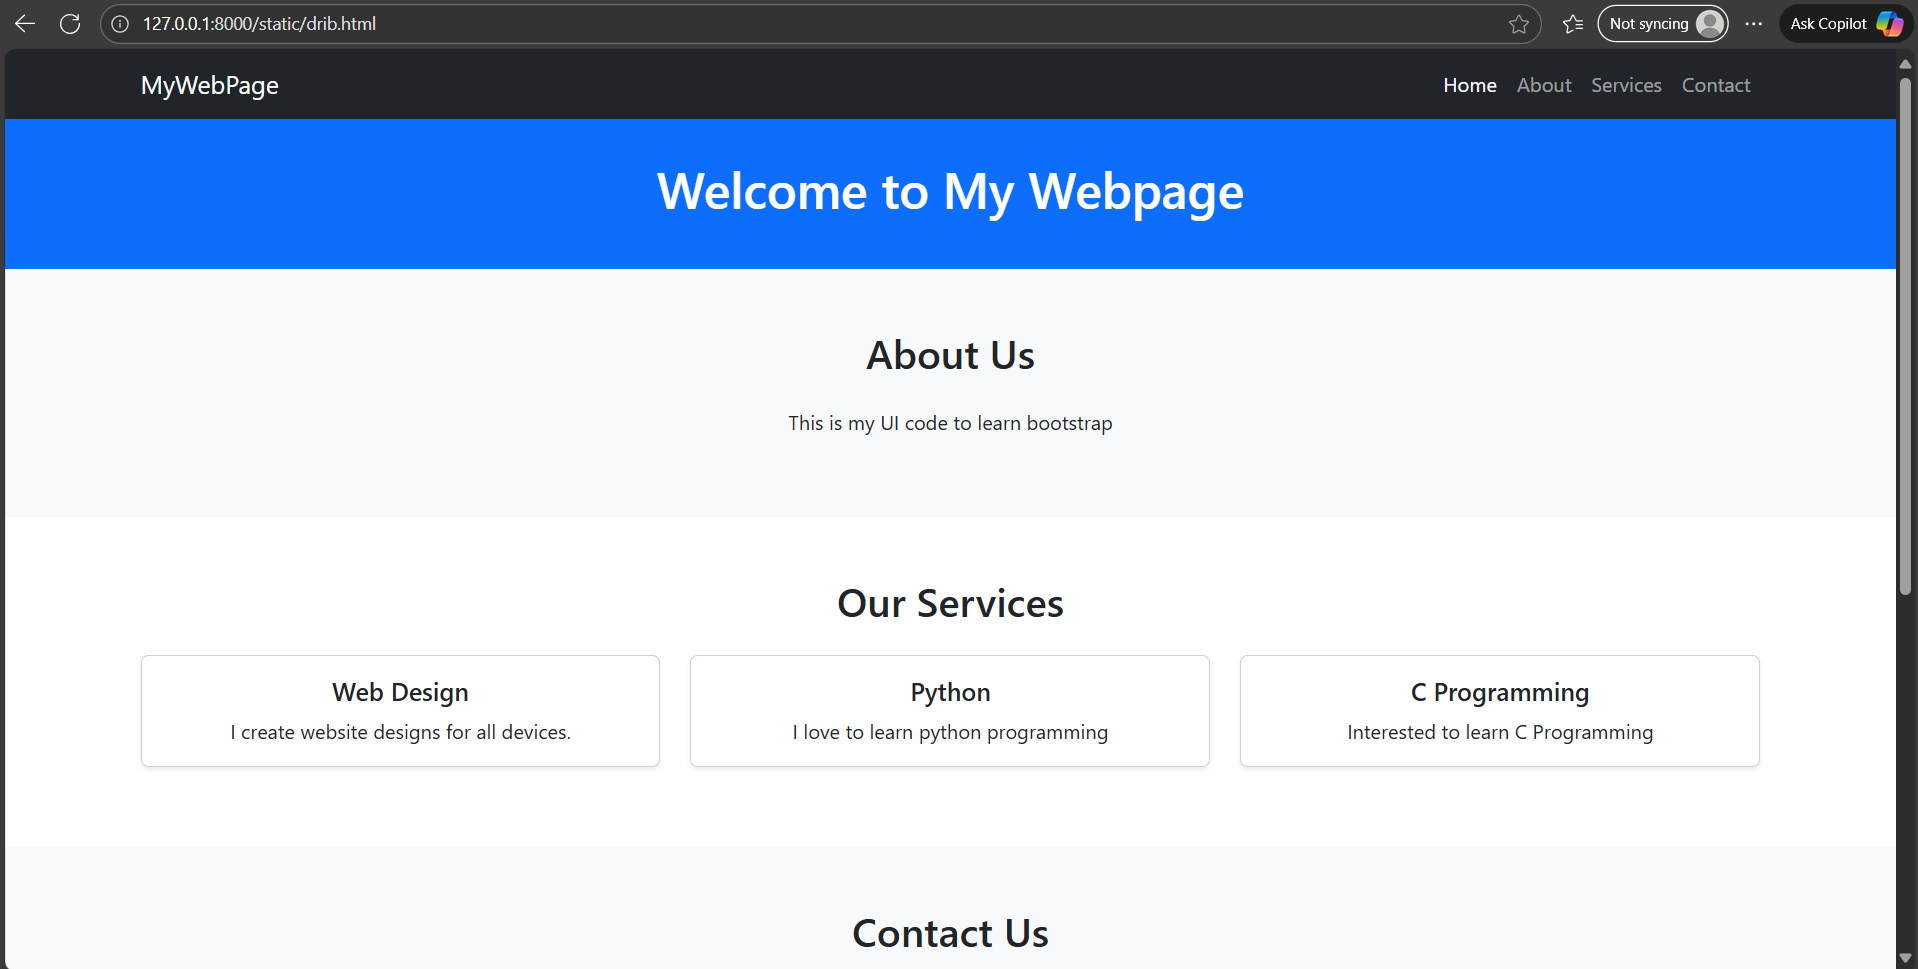 127.0.0.1:8000/static/drib.html
Not syncing
Ask Copilot
MyWebPage
Home About Services Contact
Welcome to My Webpage
About Us
This is my UI code to learn bootstrap
Our Services
Web Design
I create website designs for all devices.
Python
I love to learn python programming
C Programming
Interested to learn C Programming
Contact Us